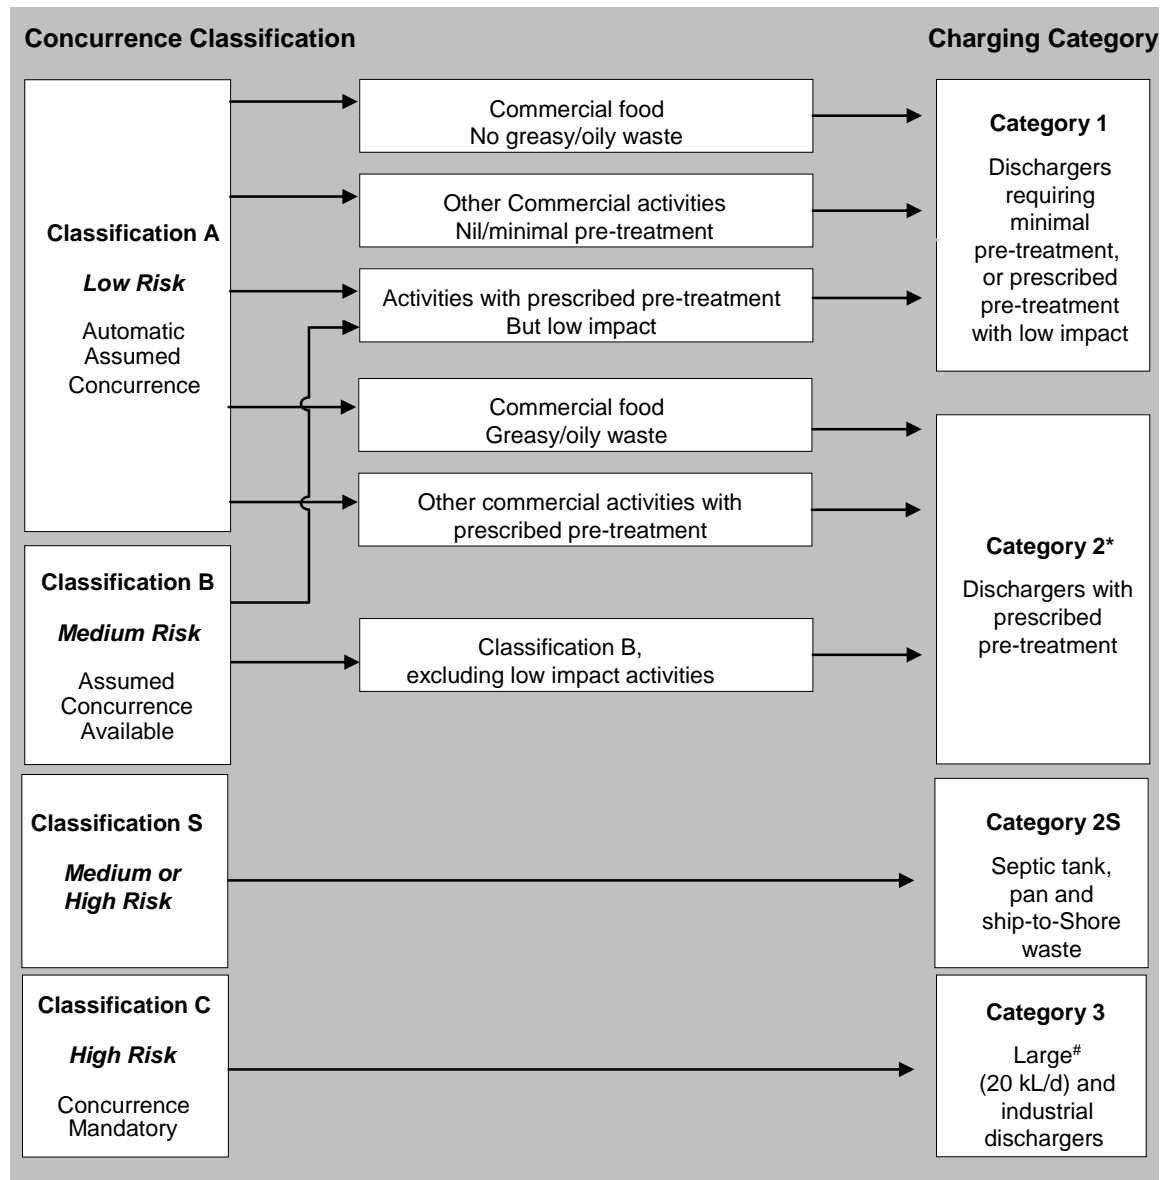 Concurrence Classification
Charging Category
Classification A
Low Risk
Automatic
Assumed
Concurrence
Commercial food
No greasy/oily waste
Other Commercial activities
Nil/minimal pre-treatment
Activities with prescribed pre-treatment
But low impact
Commercial food
Greasy/oily waste
Other commercial activities with
prescribed pre-treatment
Category 1
Dischargers
requiring
minimal
pre-treatment,
or prescribed
pre-treatment
with low impact
Classification B
Medium Risk
Assumed
Concurrence
Available
Classification B,
excluding low impact activities
Category 2*
Dischargers with
prescribed
pre-treatment
Classification S
Medium or
High Risk
Category 2S
Septic tank,
pan and
ship-to-Shore
waste
Classification C
High Risk
Concurrence
Mandatory
Category 3
Large#
(20 kL/d) and
industrial
dischargers